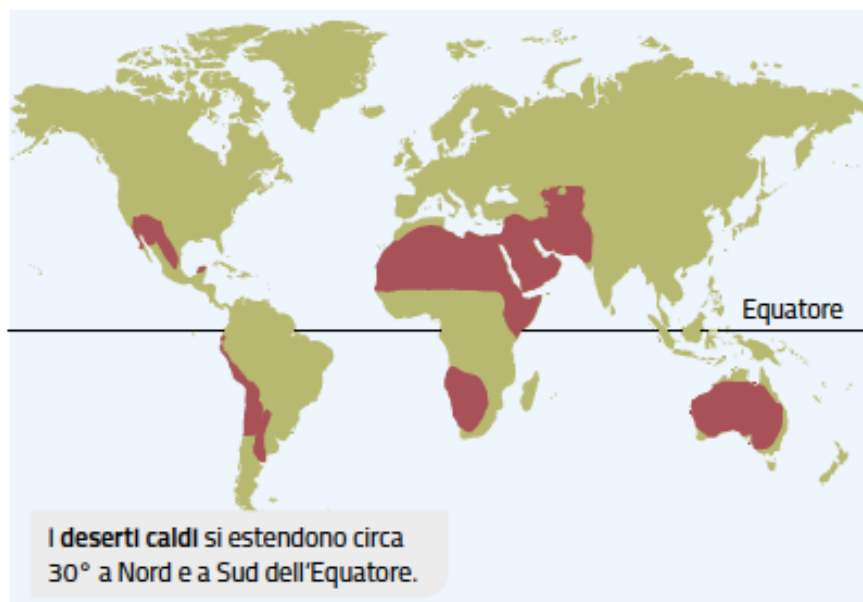 Equatore
I deserti caldi si estendono circa
30° a Nord e a Sud dell'Equatore.